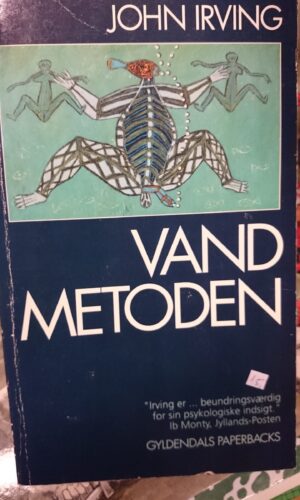 JOHN IRVING
VAND
METODEN
"Irving er ... beundringsværdig
for sin psykologiske indsigt."
Ib Monty, Jyllands-Posten
GYLDENDALS PAPERBACKS